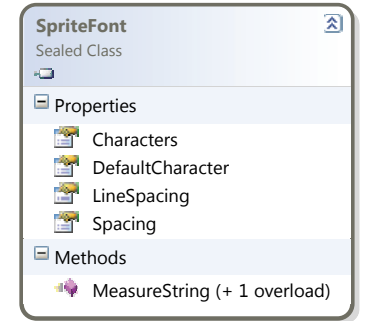 SpriteFont
Sealed Class
Properties
Characters
DefaultCharacter
LineSpacing
Spacing
Methods
MeasureString (+ 1 overload)